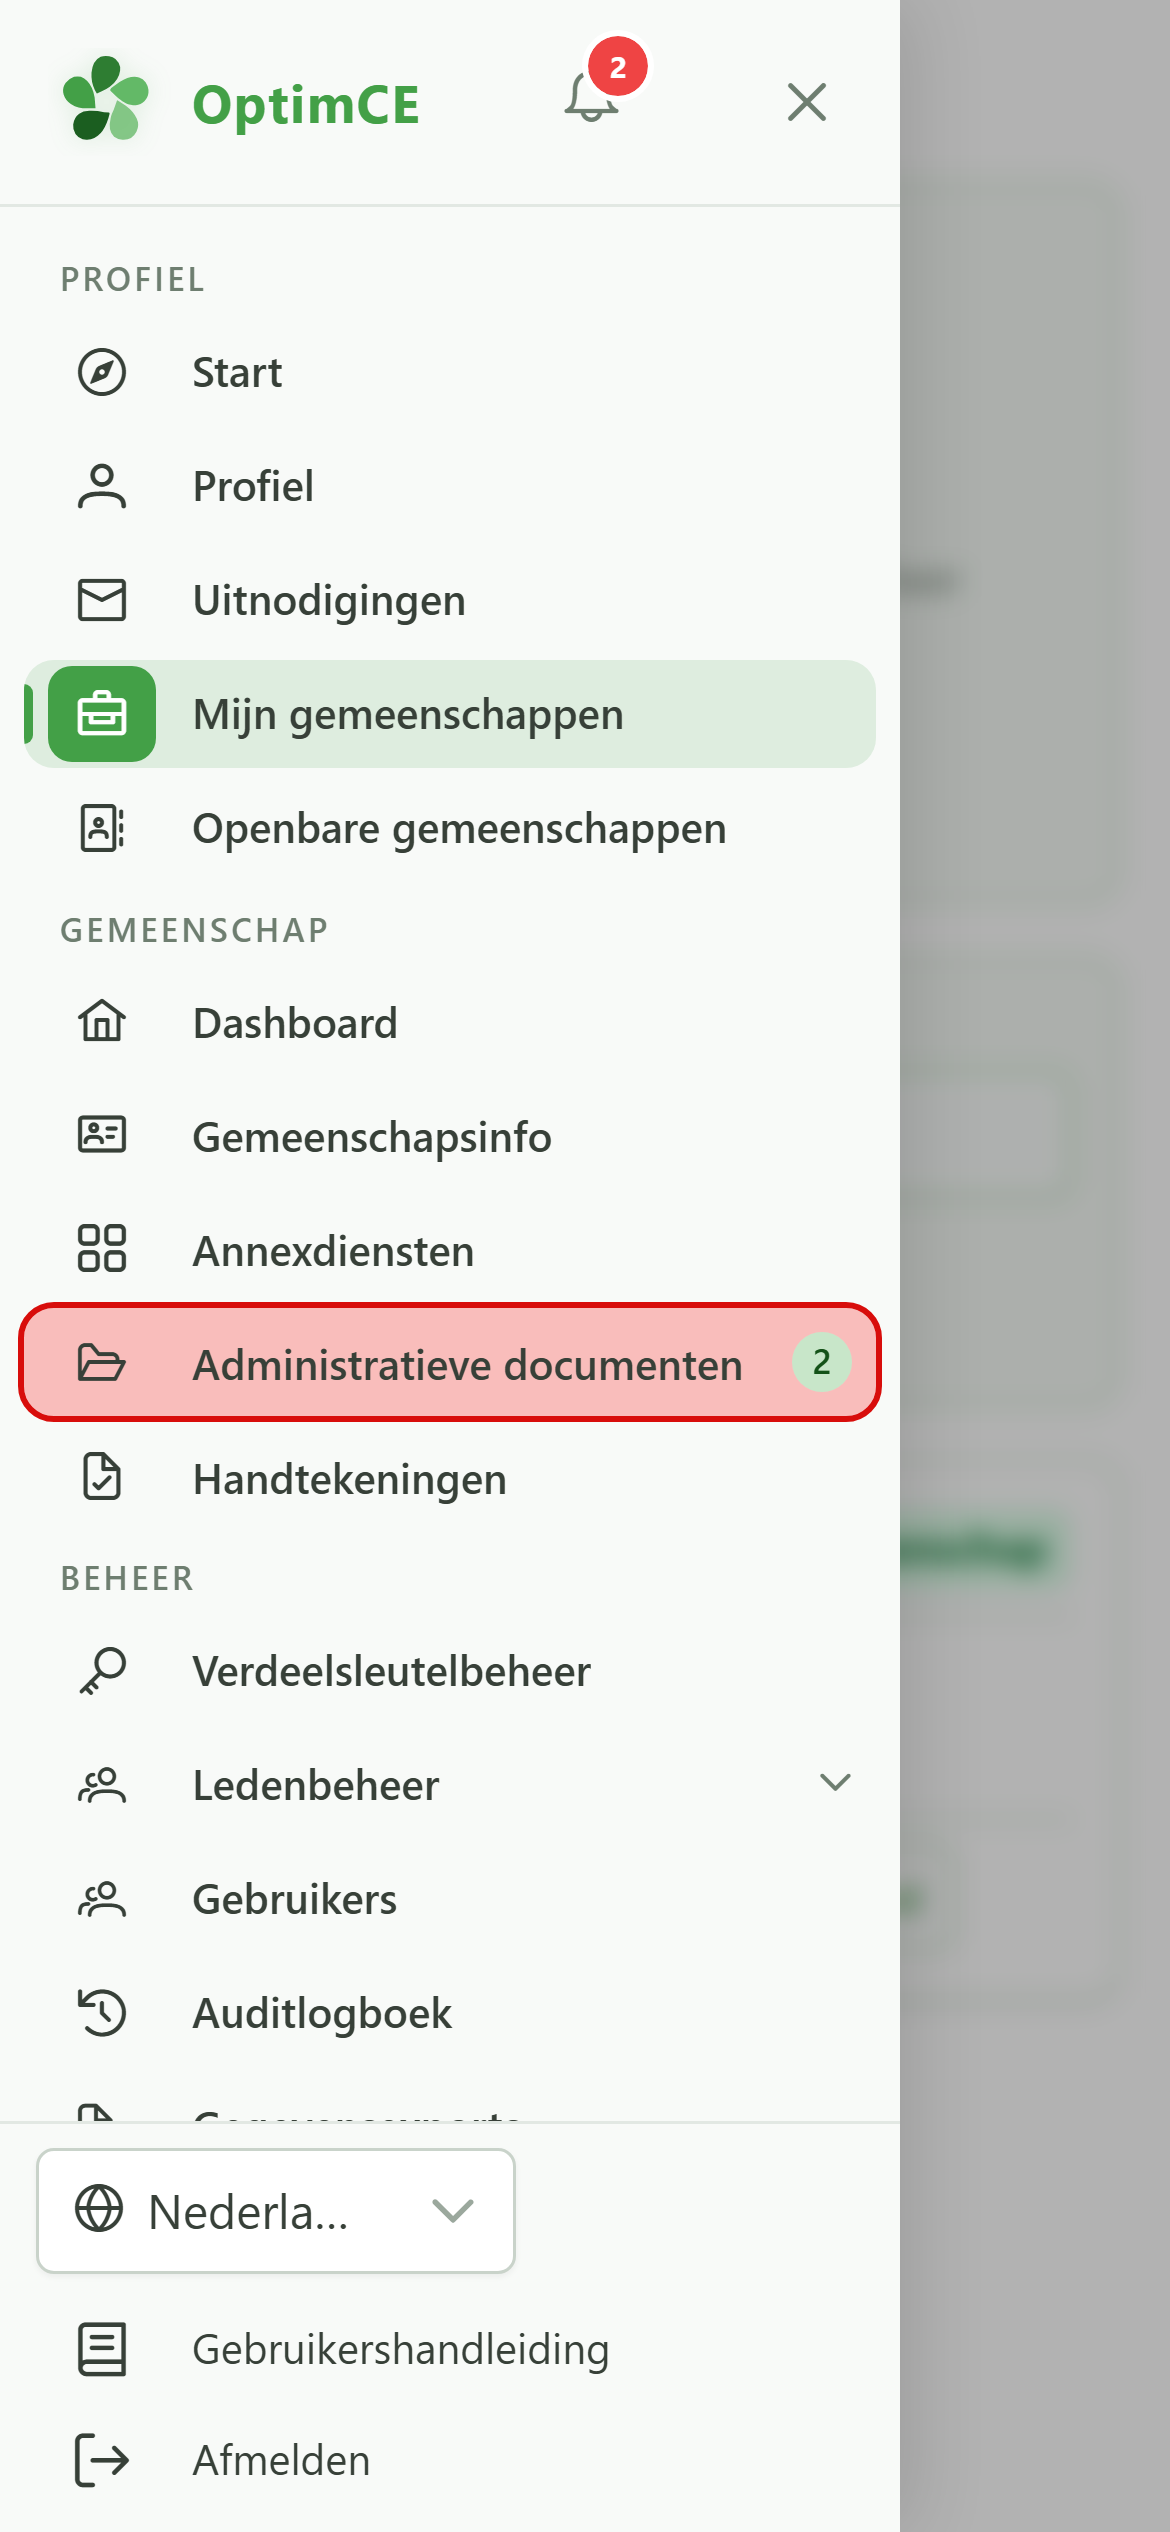 OptimCE
2
PROFIEL
Start
Profiel
Uitnodigingen
Mijn gemeenschappen
Openbare gemeenschappen
GEMEENSCHAP
Dashboard
Gemeenschapsinfo
Annexdiensten
Administratieve documenten 2
Handtekeningen
BEHEER
Verdeelsleutelbeheer
Ledenbeheer
Gebruikers
Auditlogboek
Nederla...
Gebruikershandleiding
Afmelden